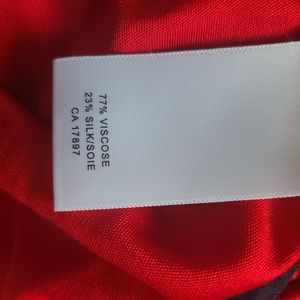 77% VISCOSE
23% SILK/SOIE
CA 17897